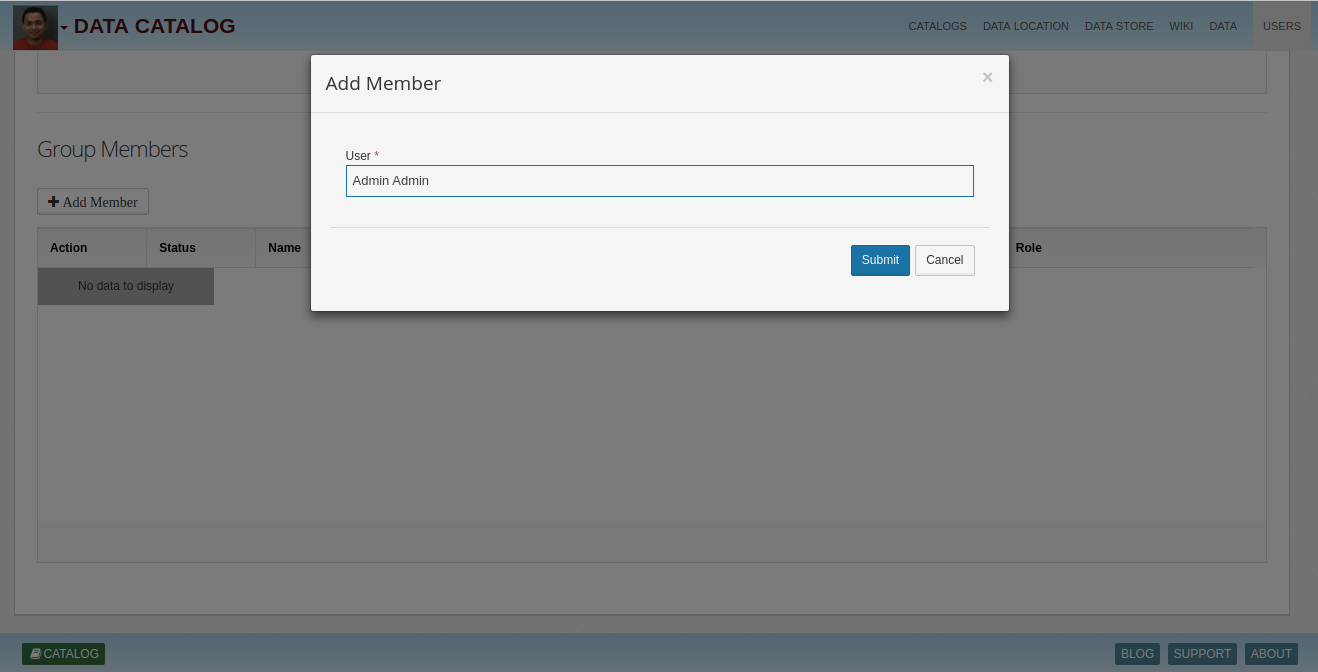 DATA CATALOG
CATALOGS DATA LOCATION DATA STORE WIKI DATA USERS
Add Member
×
User *
Admin Admin
Submit Cancel
Group Members
Add Member
Action Status Name Role
No data to display
CATALOG
BLOG SUPPORT ABOUT